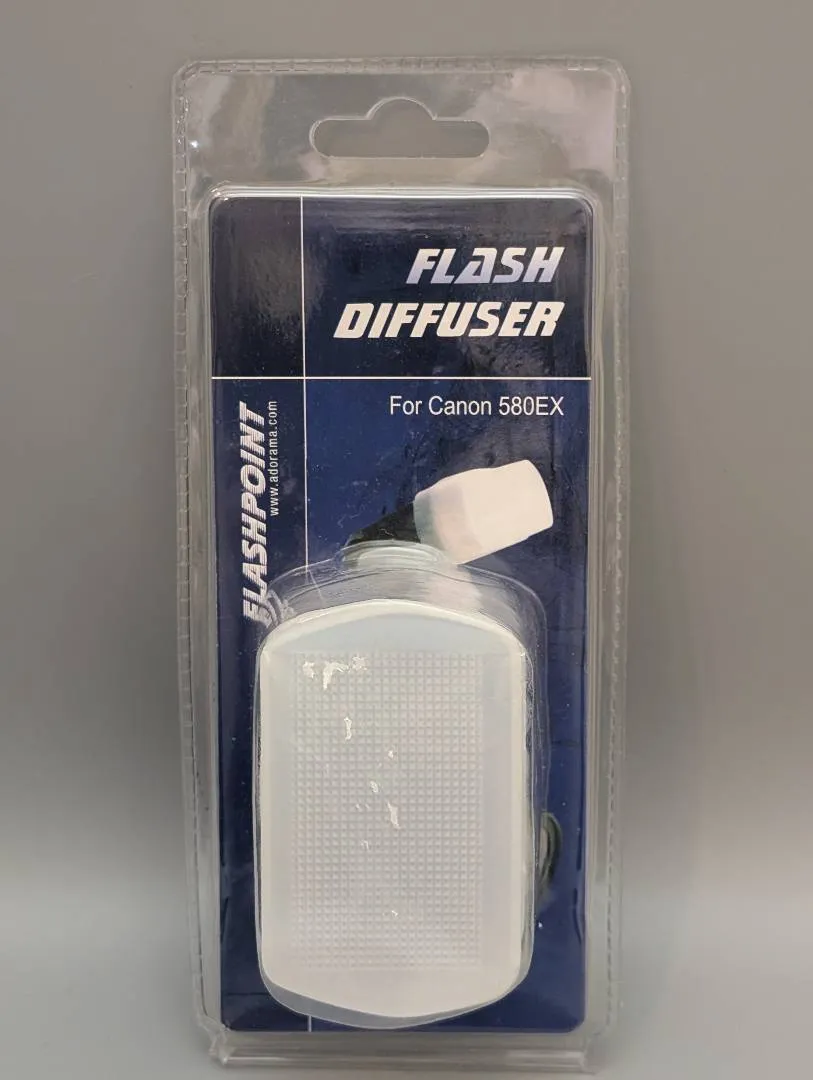 FLASH
DIFFUSER
For Canon 580EX
FLASHPOINT
www.adorama.com